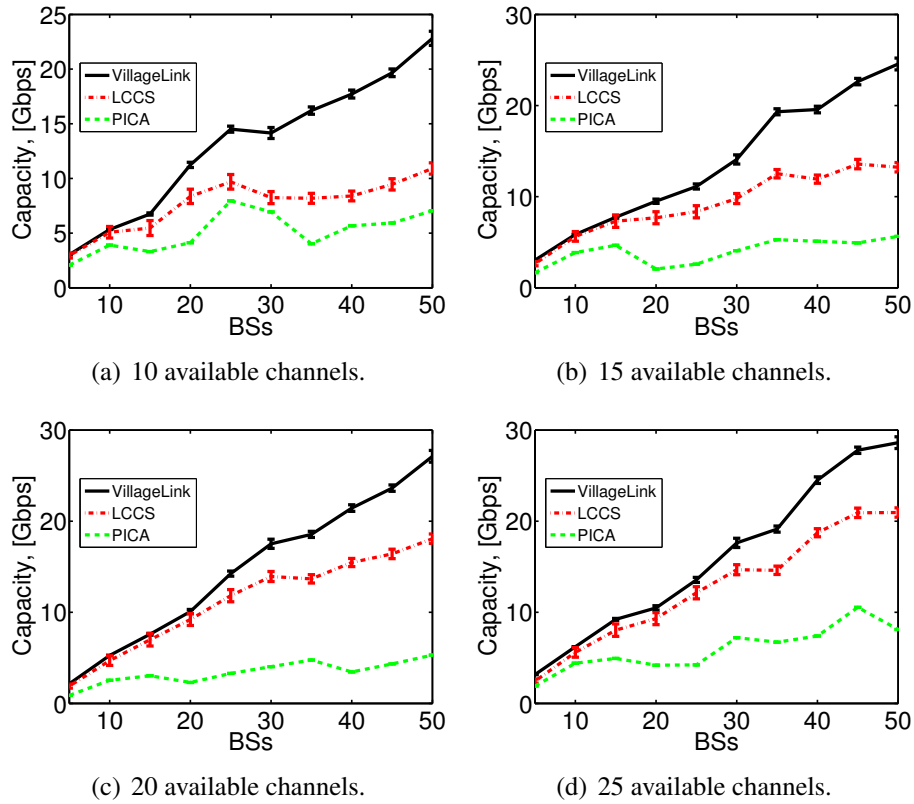 25
20
15
10
5
0
Capacity, [Gbps]
VillageLink
LCCS
PICA
10 20 30 40 50
BSs
(a) 10 available channels.
30
20
10
0
Capacity, [Gbps]
VillageLink
LCCS
PICA
10 20 30 40 50
BSs
(b) 15 available channels.
30
20
10
0
Capacity, [Gbps]
VillageLink
LCCS
PICA
10 20 30 40 50
BSs
(c) 20 available channels.
30
20
10
0
Capacity, [Gbps]
VillageLink
LCCS
PICA
10 20 30 40 50
BSs
(d) 25 available channels.